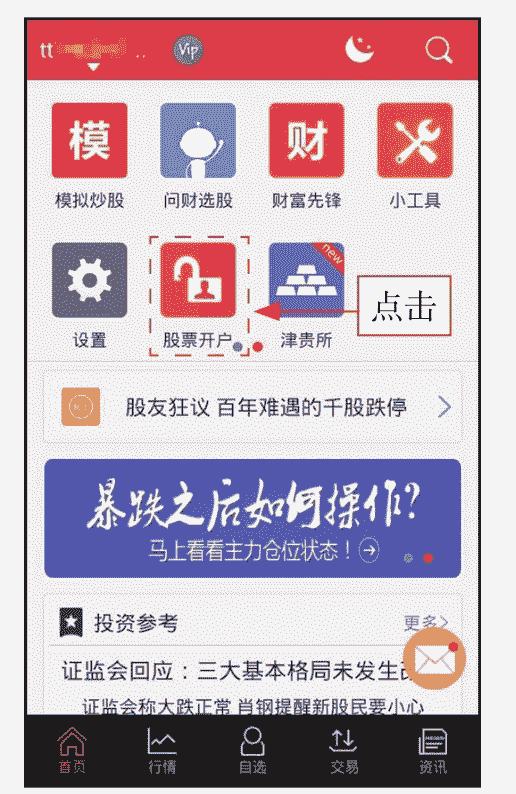 tt ..
Vip
模
财
模拟炒股
问财选股
财富先锋
小工具
new
点击
设置
股票开户
津贵所
股友狂议 百年难遇的千股跌停
暴跌之后如何操作?
马上看看主力仓位状态!
投资参考
更多
证监会回应：三大基本格局未发生
证监会称大跌正常 肖钢提醒新股民要小心
首页
行情
自选
交易
资讯